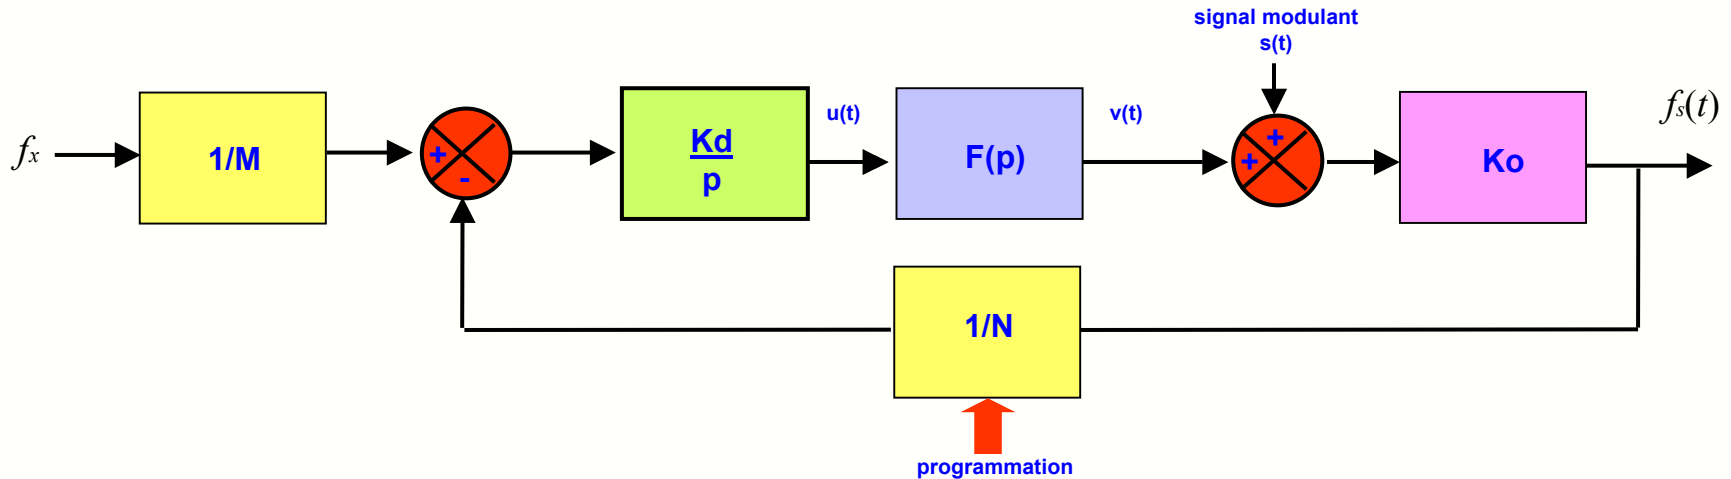 signal modulant
s(t)
fx
1/M
+
-
Kd
p
u(t)
F(p)
v(t)
+
+
Ko
fs(t)
1/N
programmation